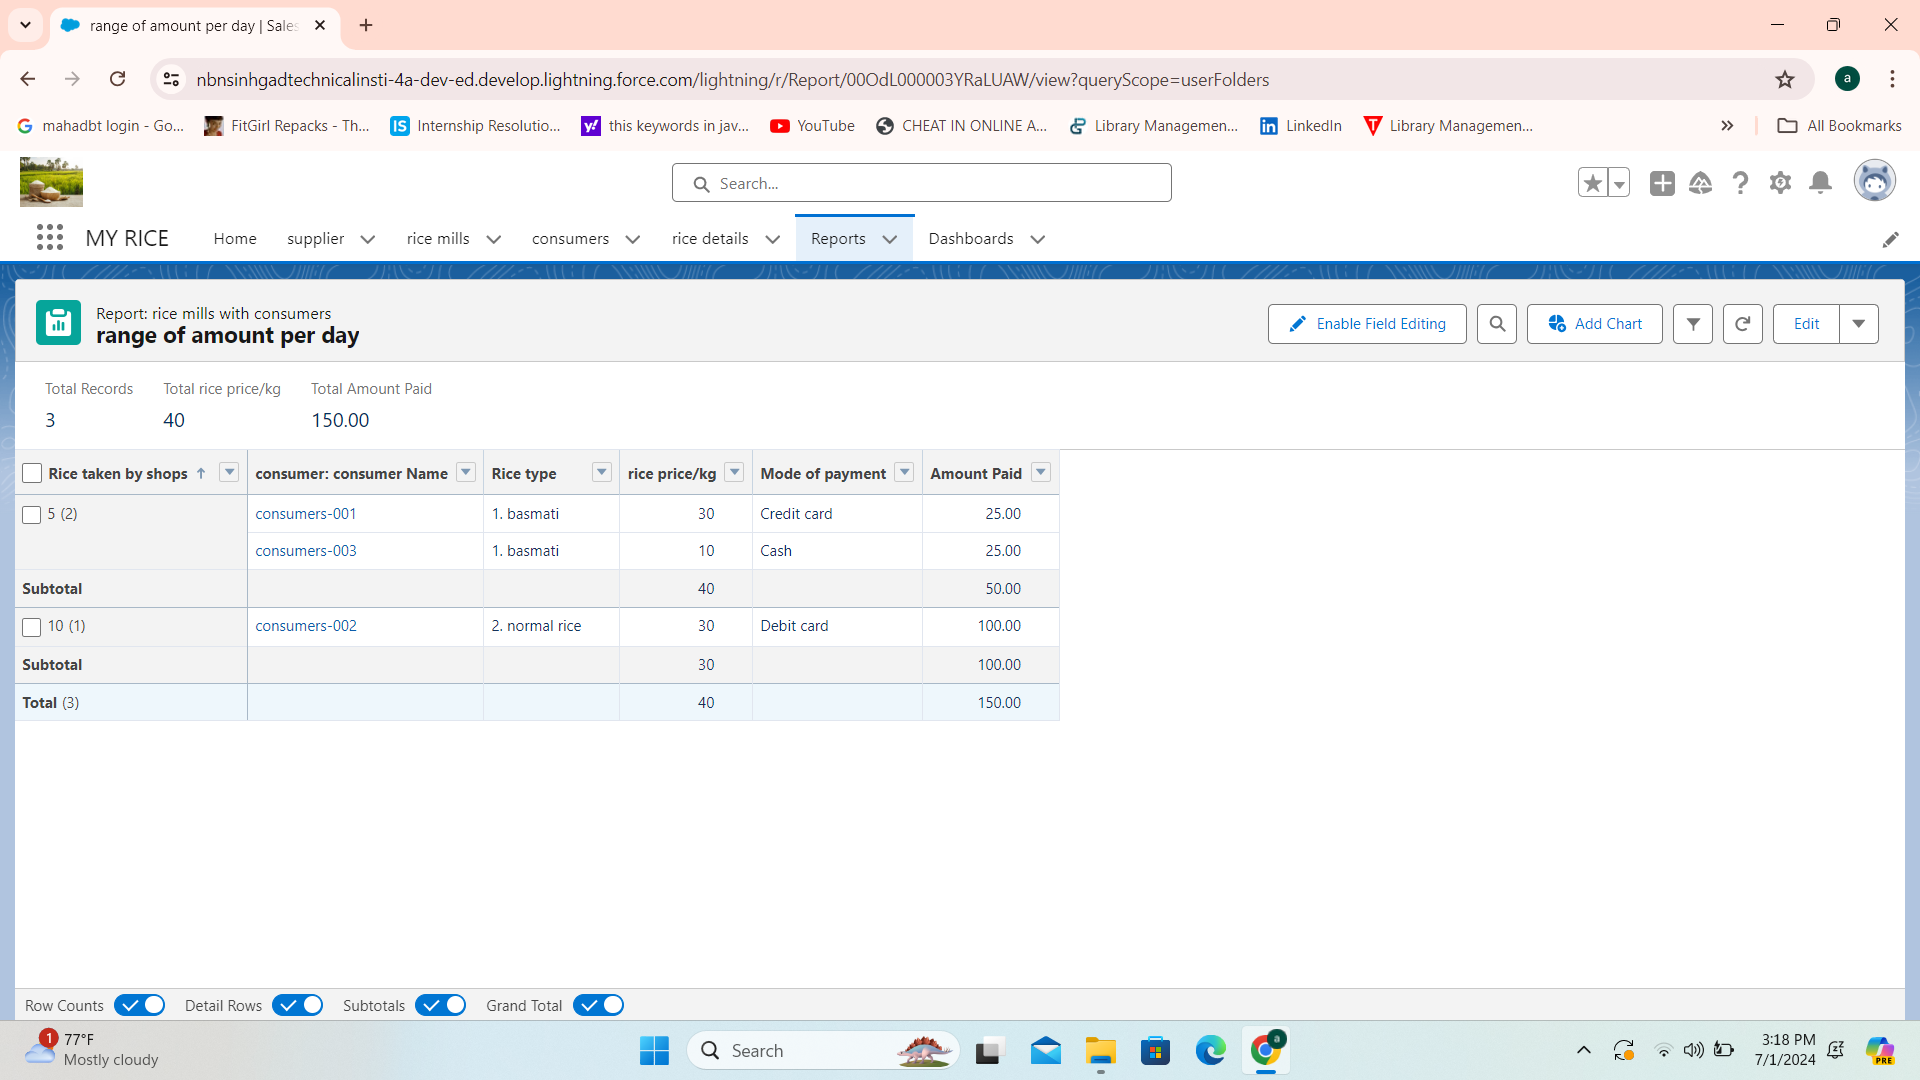 range of amount per day | Sales
nbnsinhgadtechnicalinsti-4a-dev-ed.develop.lightning.force.com/lightning/r/Report/00OdL000003YRaLUAW/view?queryScope=userFolders
a
mahadbt login - Go... FitGirl Repacks - Th... Internship Resolutio... this keywords in jav... YouTube CHEAT IN ONLINE A... Library Managemen... LinkedIn Library Managemen... » All Bookmarks
Search...
MY RICE Home supplier rice mills consumers rice details Reports Dashboards
Report: rice mills with consumers
range of amount per day
Enable Field Editing Add Chart Edit
Total Records Total rice price/kg Total Amount Paid
3 40 150.00
Rice taken by shops ↑ consumer: consumer Name Rice type rice price/kg Mode of payment Amount Paid
5 (2) consumers-001 1. basmati 30 Credit card 25.00
consumers-003 1. basmati 10 Cash 25.00
Subtotal 40 50.00
10 (1) consumers-002 2. normal rice 30 Debit card 100.00
Subtotal 30 100.00
Total (3) 40 150.00
Row Counts Detail Rows Subtotals Grand Total
1 77°F
Mostly cloudy
Search
a
3:18 PM
7/1/2024
PRE